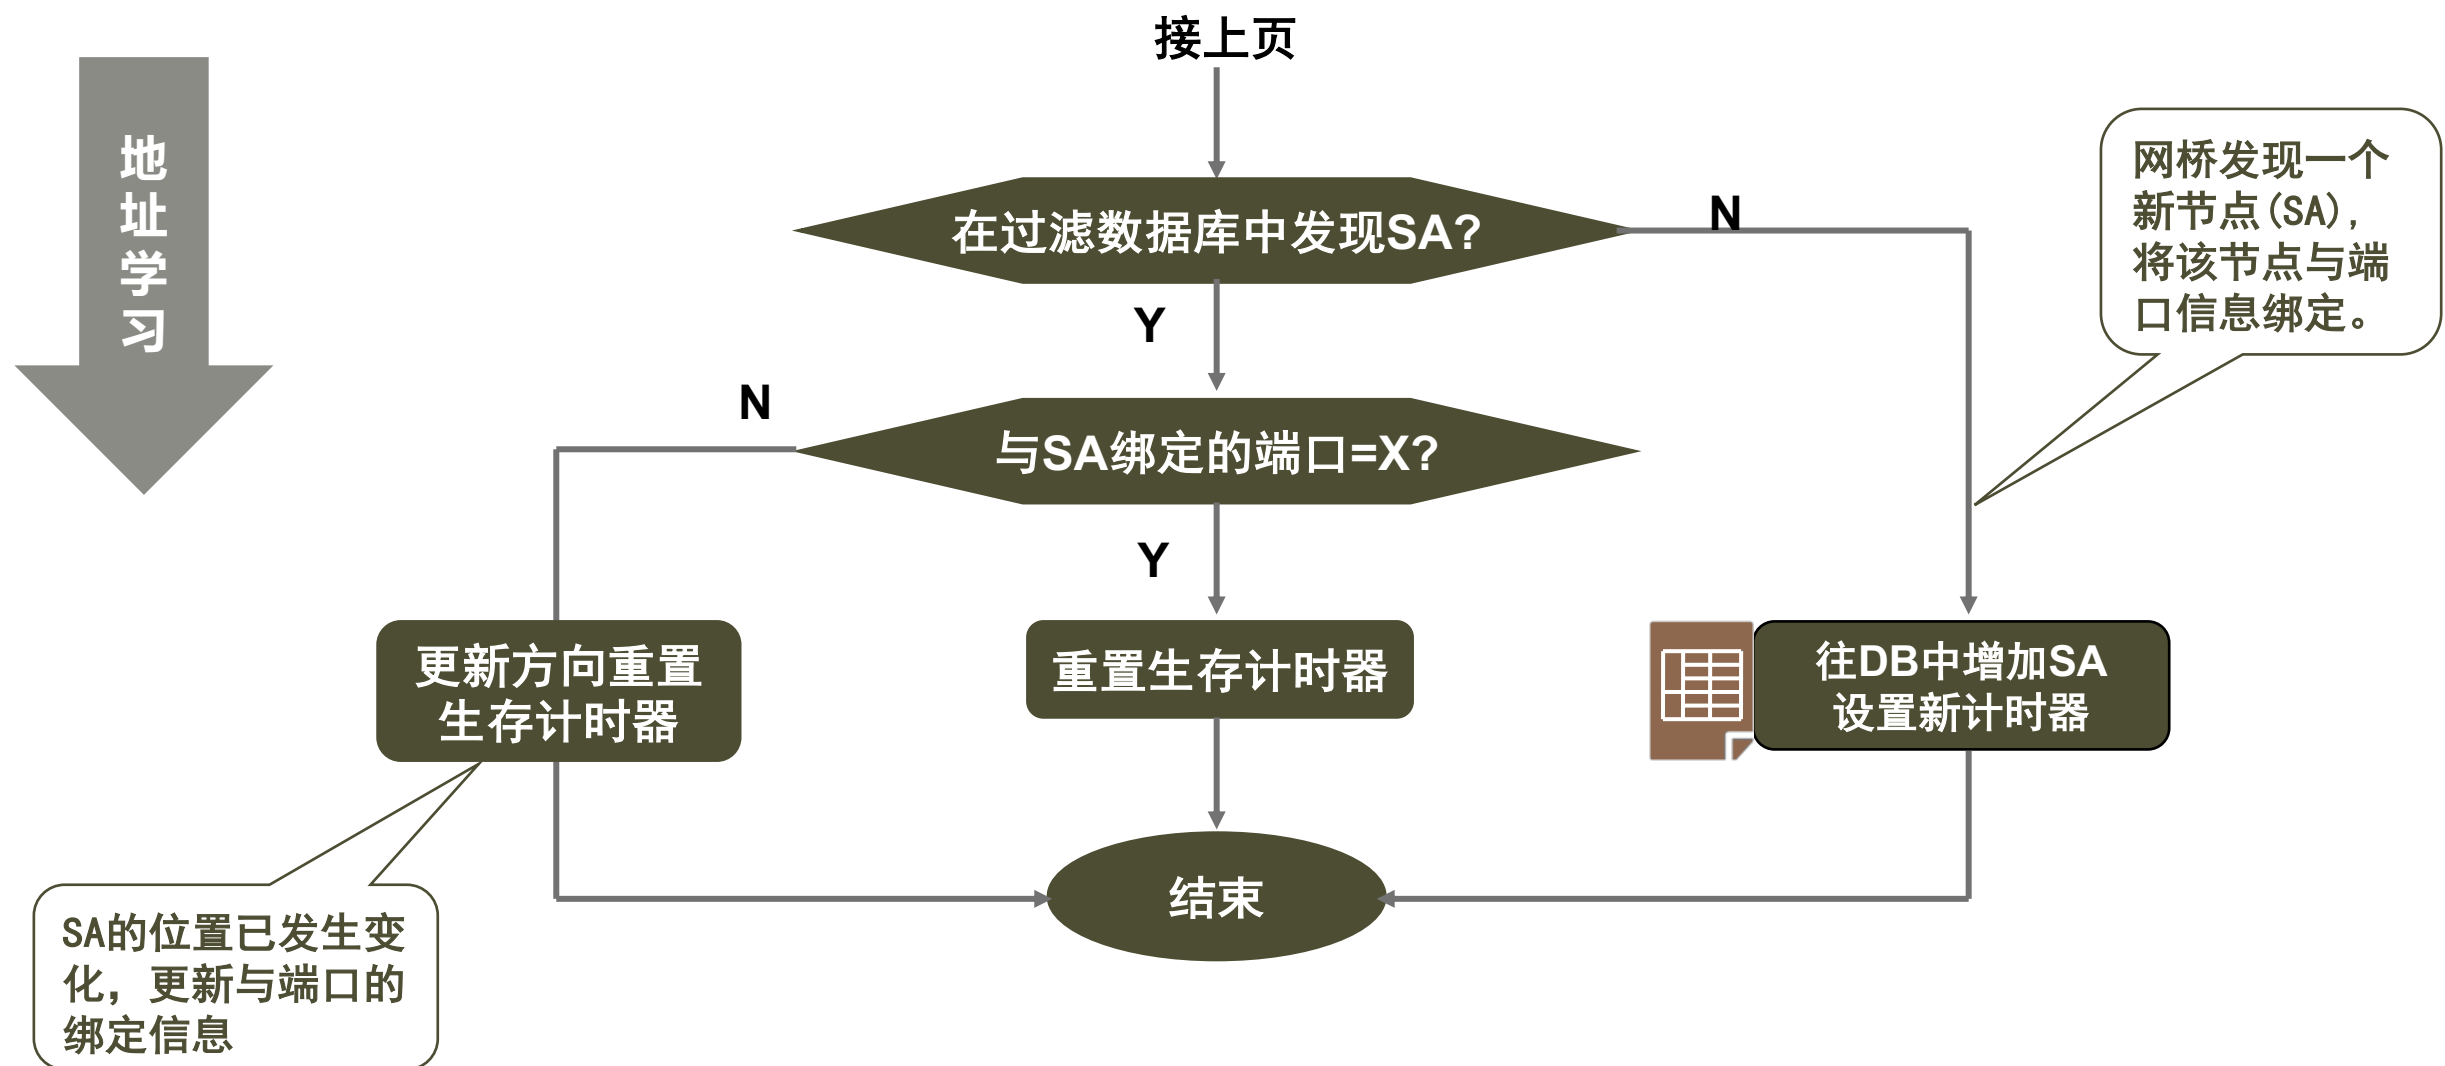 接上页
地
址
学
习
在过滤数据库中发现SA?
N
网桥发现一个
新节点(SA),
将该节点与端
口信息绑定。
Y
N
与SA绑定的端口=X?
Y
更新方向重置
生存计时器
重置生存计时器
往DB中增加SA
设置新计时器
结束
SA的位置已发生变
化，更新与端口的
绑定信息